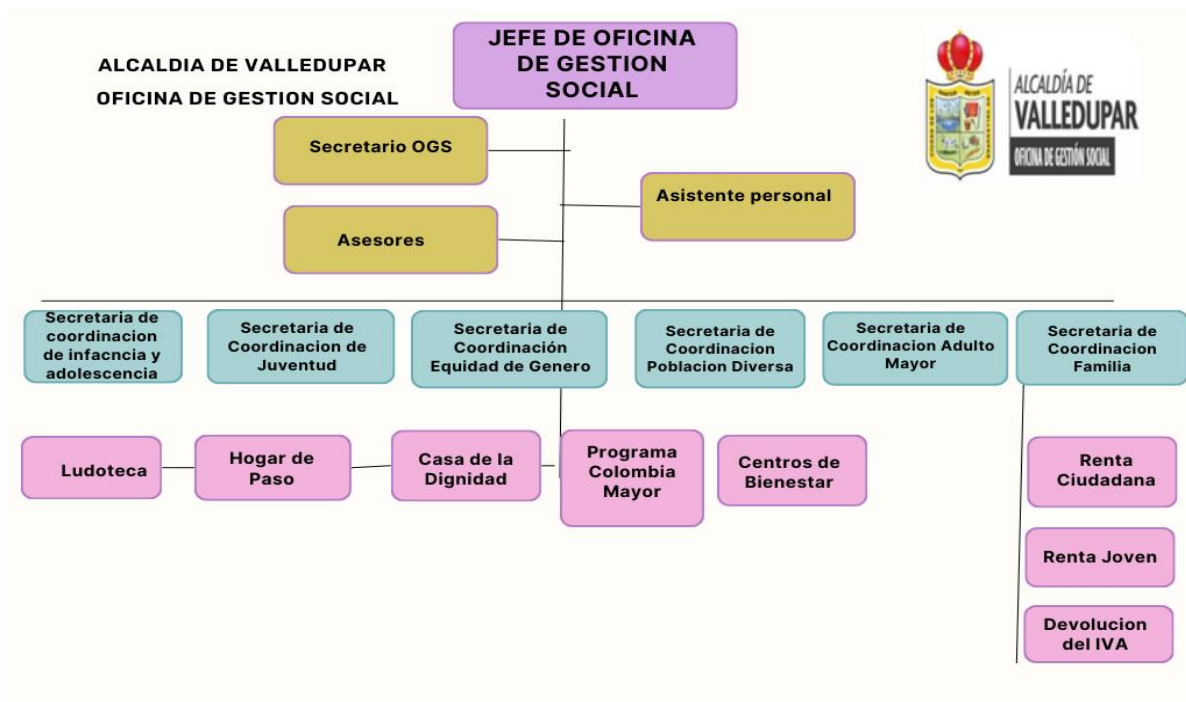 ALCALDIA DE VALLEDUPAR
OFICINA DE GESTION SOCIAL
JEFE DE OFICINA
DE GESTION
SOCIAL
ALCALDÍA DE
VALLEDUPAR
OFICINA DE GESTIÓN SOCIAL
Secretario OGS
Asistente personal
Asesores
Secretaria de
coordinacion
de infacncia y
adolescencia
Secretaria de
Coordinacion de
Juventud
Secretaria de
Coordinación
Equidad de Genero
Secretaria de
Coordinacion
Poblacion Diversa
Secretaria de
Coordinacion Adulto
Mayor
Secretaria de
Coordinacion
Familia
Ludoteca
Hogar de
Paso
Casa de la
Dignidad
Programa
Colombia
Mayor
Centros de
Bienestar
Renta
Ciudadana
Renta Joven
Devolucion
del IVA